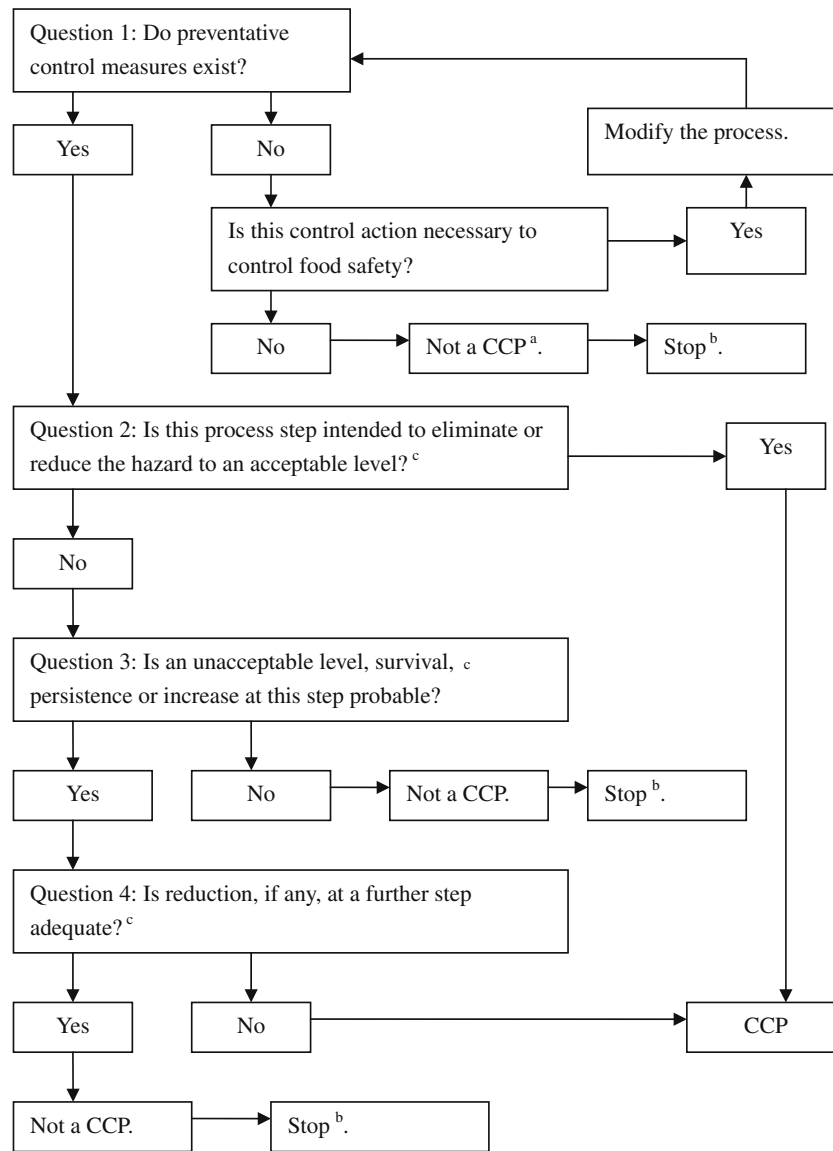 Question 1: Do preventative
control measures exist?
Modify the process.
Yes
No
Is this control action necessary to
control food safety?
Yes
No
Not a CCP a.
Stop b.
Question 2: Is this process step intended to eliminate or
reduce the hazard to an acceptable level? c
Yes
No
Question 3: Is an unacceptable level, survival, c
persistence or increase at this step probable?
Yes
No
Not a CCP.
Stop b.
Question 4: Is reduction, if any, at a further step
adequate? c
Yes
No
CCP
Not a CCP.
Stop b.